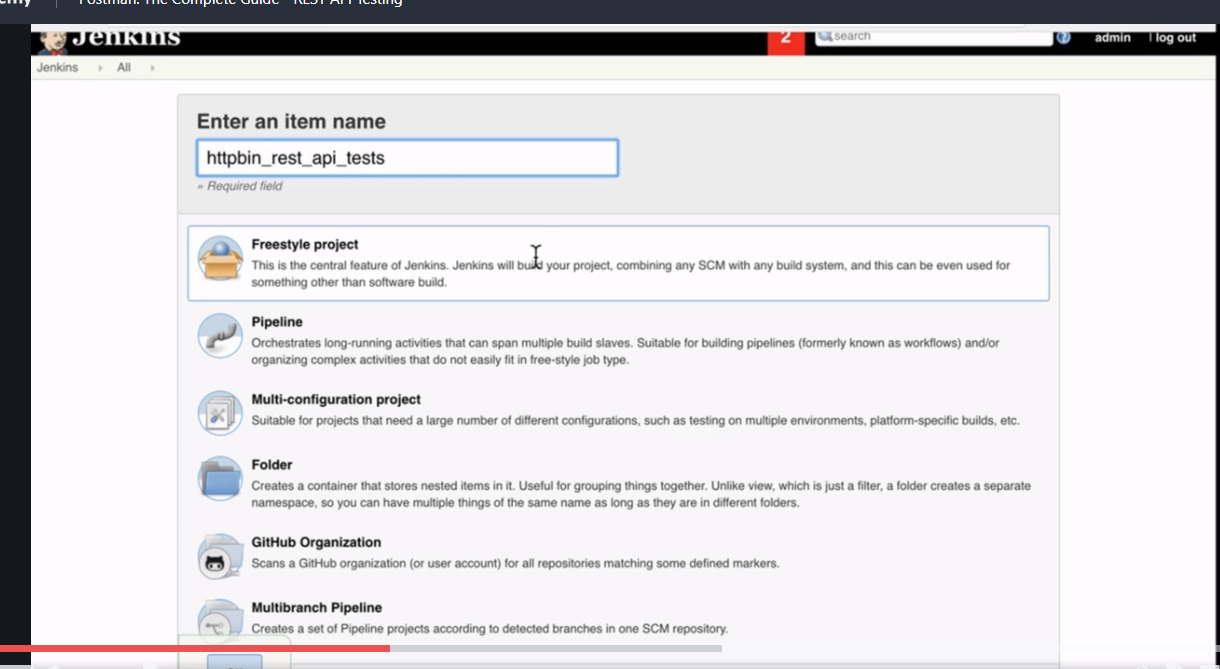 Postman: The Complete Guide - REST API Testing
Jenkins
2
search
admin
log out
Jenkins
All
Enter an item name
httpbin_rest_api_tests
» Required field
Freestyle project
This is the central feature of Jenkins. Jenkins will build your project, combining any SCM with any build system, and this can be even used for
something other than software build.
Pipeline
Orchestrates long-running activities that can span multiple build slaves. Suitable for building pipelines (formerly known as workflows) and/or
organizing complex activities that do not easily fit in free-style job type.
Multi-configuration project
Suitable for projects that need a large number of different configurations, such as testing on multiple environments, platform-specific builds, etc.
Folder
Creates a container that stores nested items in it. Useful for grouping things together. Unlike view, which is just a filter, a folder creates a separate
namespace, so you can have multiple things of the same name as long as they are in different folders.
GitHub Organization
Scans a GitHub organization (or user account) for all repositories matching some defined markers.
Multibranch Pipeline
Creates a set of Pipeline projects according to detected branches in one SCM repository.